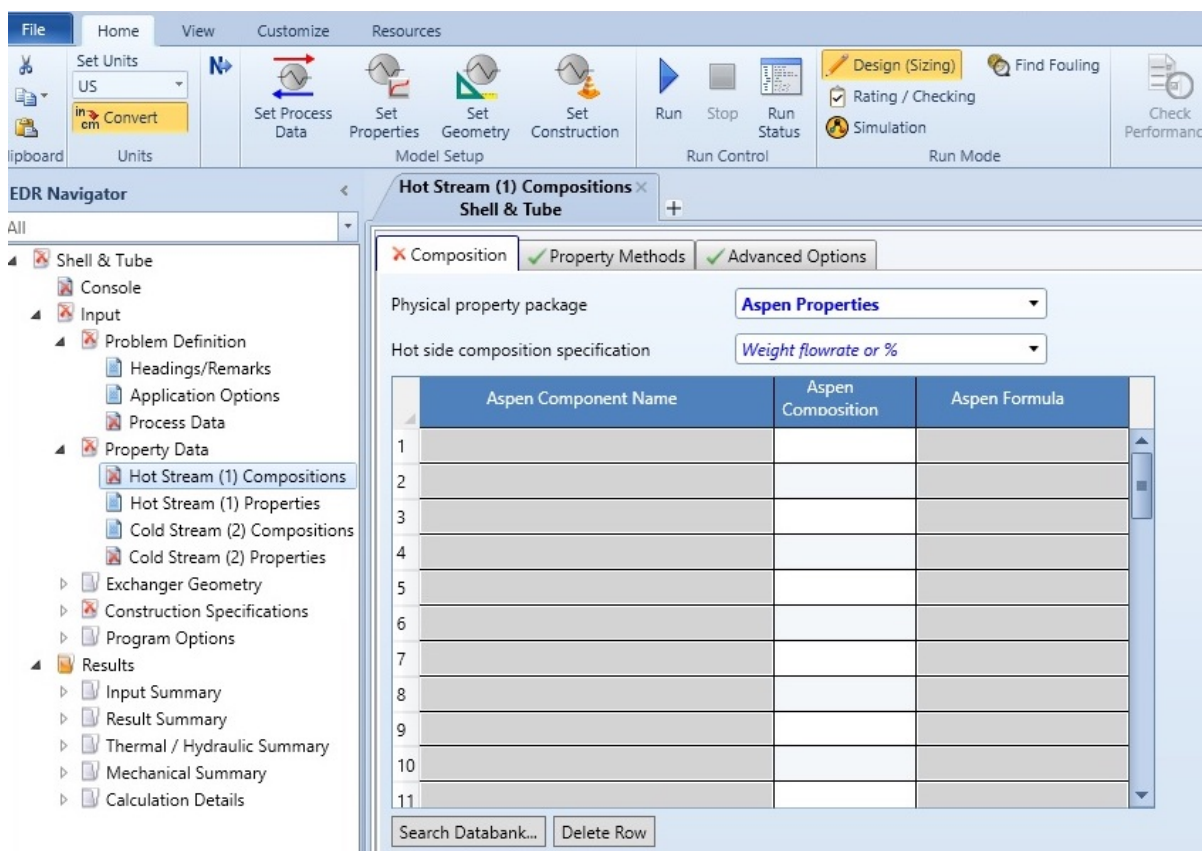 File Home View Customize Resources
Set Units
US
in cm Convert
Set Process Data
Set Properties
Set Geometry
Set Construction
Run
Stop
Run Status
Design (Sizing)
Rating / Checking
Simulation
Find Fouling
Check
Performanc
lipboard Units Model Setup Run Control Run Mode
EDR Navigator
All
Shell & Tube
Console
Input
Problem Definition
Headings/Remarks
Application Options
Process Data
Property Data
Hot Stream (1) Compositions
Hot Stream (1) Properties
Cold Stream (2) Compositions
Cold Stream (2) Properties
Exchanger Geometry
Construction Specifications
Program Options
Results
Input Summary
Result Summary
Thermal / Hydraulic Summary
Mechanical Summary
Calculation Details
Hot Stream (1) Compositions
Shell & Tube
+
Composition Property Methods Advanced Options
Physical property package Aspen Properties
Hot side composition specification Weight flowrate or %
Aspen Component Name Aspen Composition Aspen Formula
1
2
3
4
5
6
7
8
9
10
11
Search Databank... Delete Row